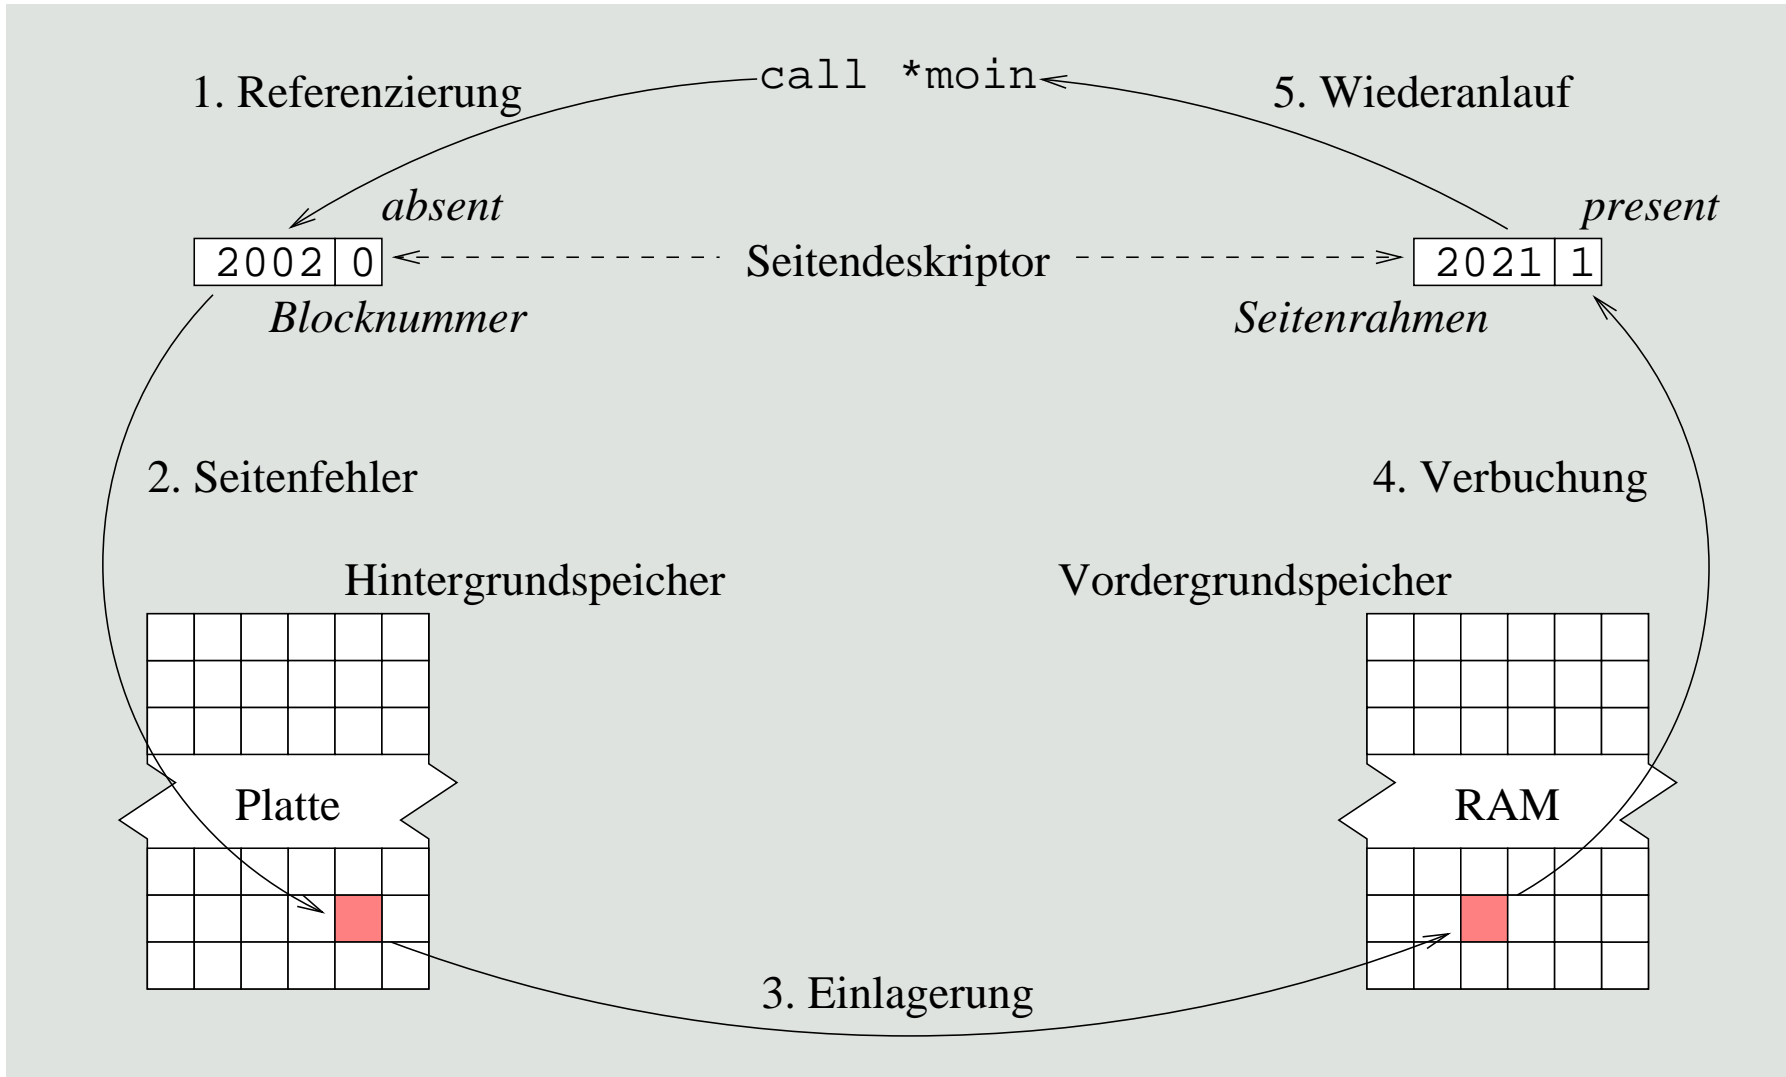 call *moin
1. Referenzierung
5. Wiederanlauf
absent
present
2002 0
Seitendeskriptor
2021 1
Blocknummer
Seitenrahmen
2. Seitenfehler
4. Verbuchung
Hintergrundspeicher
Vordergrundspeicher
Platte
RAM
3. Einlagerung